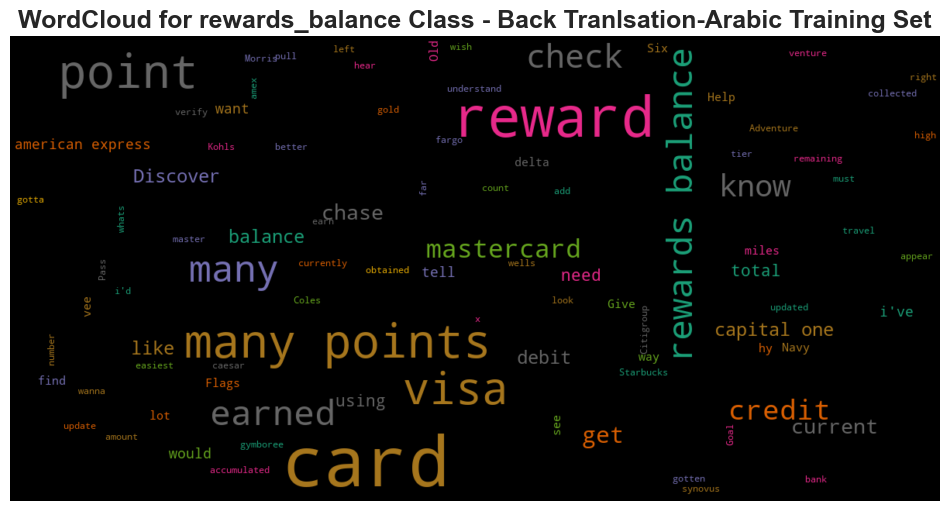 WordCloud for rewards_balance Class - Back Tranlsation-Arabic Training Set
point
Morris
pull
left
hear
Old
wish
check
Six
venture
right
collected
amex
understand
verify
want
gold
reward
rewards balance
Help
american express
Kohls
better
fargo
Adventure
high
delta
tier
remaining
Discover
far
count
add
know
must
gotta
whats
chase
earn
travel
master
balance
mastercard
miles
appear
Pass
many
currently
obtained
tell
wells
need
total
i'd
vee
Coles
look
Give
updated
i've
x
Citigroup
capital one
number
like
many points
debit
way
hy
Navy
easiest
caesar
Starbucks
find
wanna
Flags
visa
using
lot
earned
credit
update
amount
see
get
Goal
current
would
gymboree
accumulated
card
gotten
synovus
bank